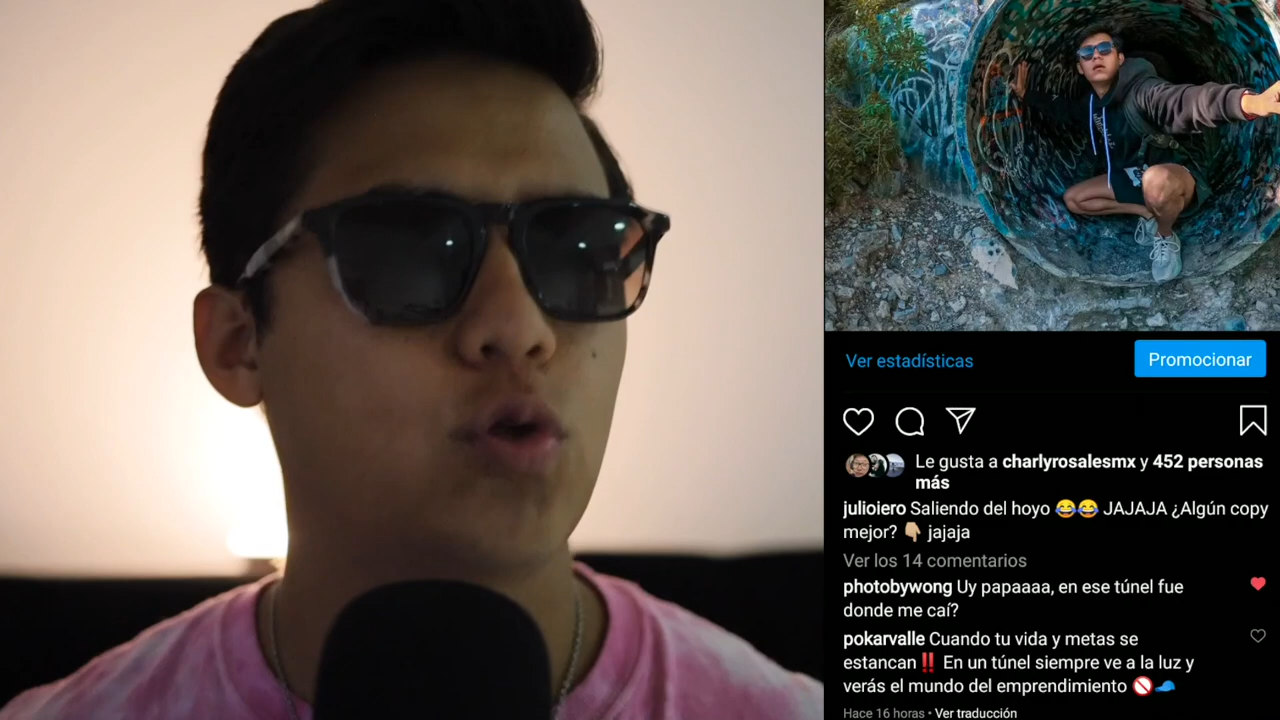 Ver estadísticas
Promocionar
Le gusta a charlyrosalesmx y 452 personas
más
julioiero Saliendo del hoyo 😂😂 JAJAJA ¿Algún copy
mejor? 👇🏼 jajaja
Ver los 14 comentarios
photobywong Uy papaaaa, en ese túnel fue
donde me caí?
pokarvalle Cuando tu vida y metas se
estancan‼️ En un túnel siempre ve a la luz y
verás el mundo del emprendimiento 🚫🧢
Hace 16 horas • Ver traducción